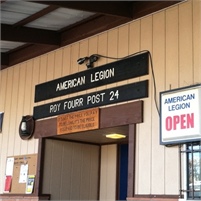 AMERICAN LEGION
ROY FOURR POST 24
AMERICAN
LEGION
OPEN